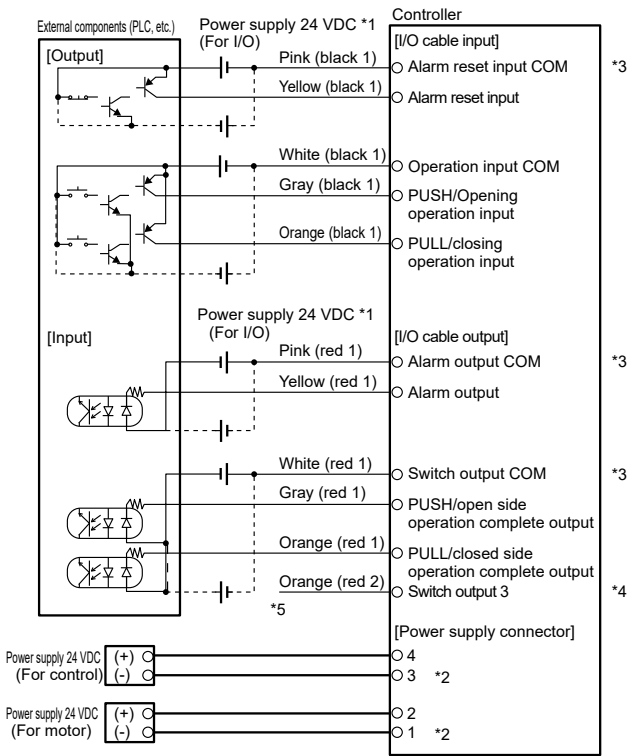 External components (PLC, etc.)
Power supply 24 VDC *1
(For I/O)
Controller
[Output]
[I/O cable input]
Pink (black 1)
Alarm reset input COM
*3
Yellow (black 1)
Alarm reset input
White (black 1)
Operation input COM
Gray (black 1)
PUSH/Opening
operation input
Orange (black 1)
PULL/closing
operation input
Power supply 24 VDC *1
(For I/O)
[Input]
[I/O cable output]
Pink (red 1)
Alarm output COM
*3
Yellow (red 1)
Alarm output
White (red 1)
Switch output COM
*3
Gray (red 1)
PUSH/open side
operation complete output
Orange (red 1)
PULL/closed side
operation complete output
Orange (red 2)
Switch output 3
*4
*5
[Power supply connector]
Power supply 24 VDC
(For control)
(+)
(-)
4
3
*2
Power supply 24 VDC
(For motor)
(+)
(-)
2
1
*2